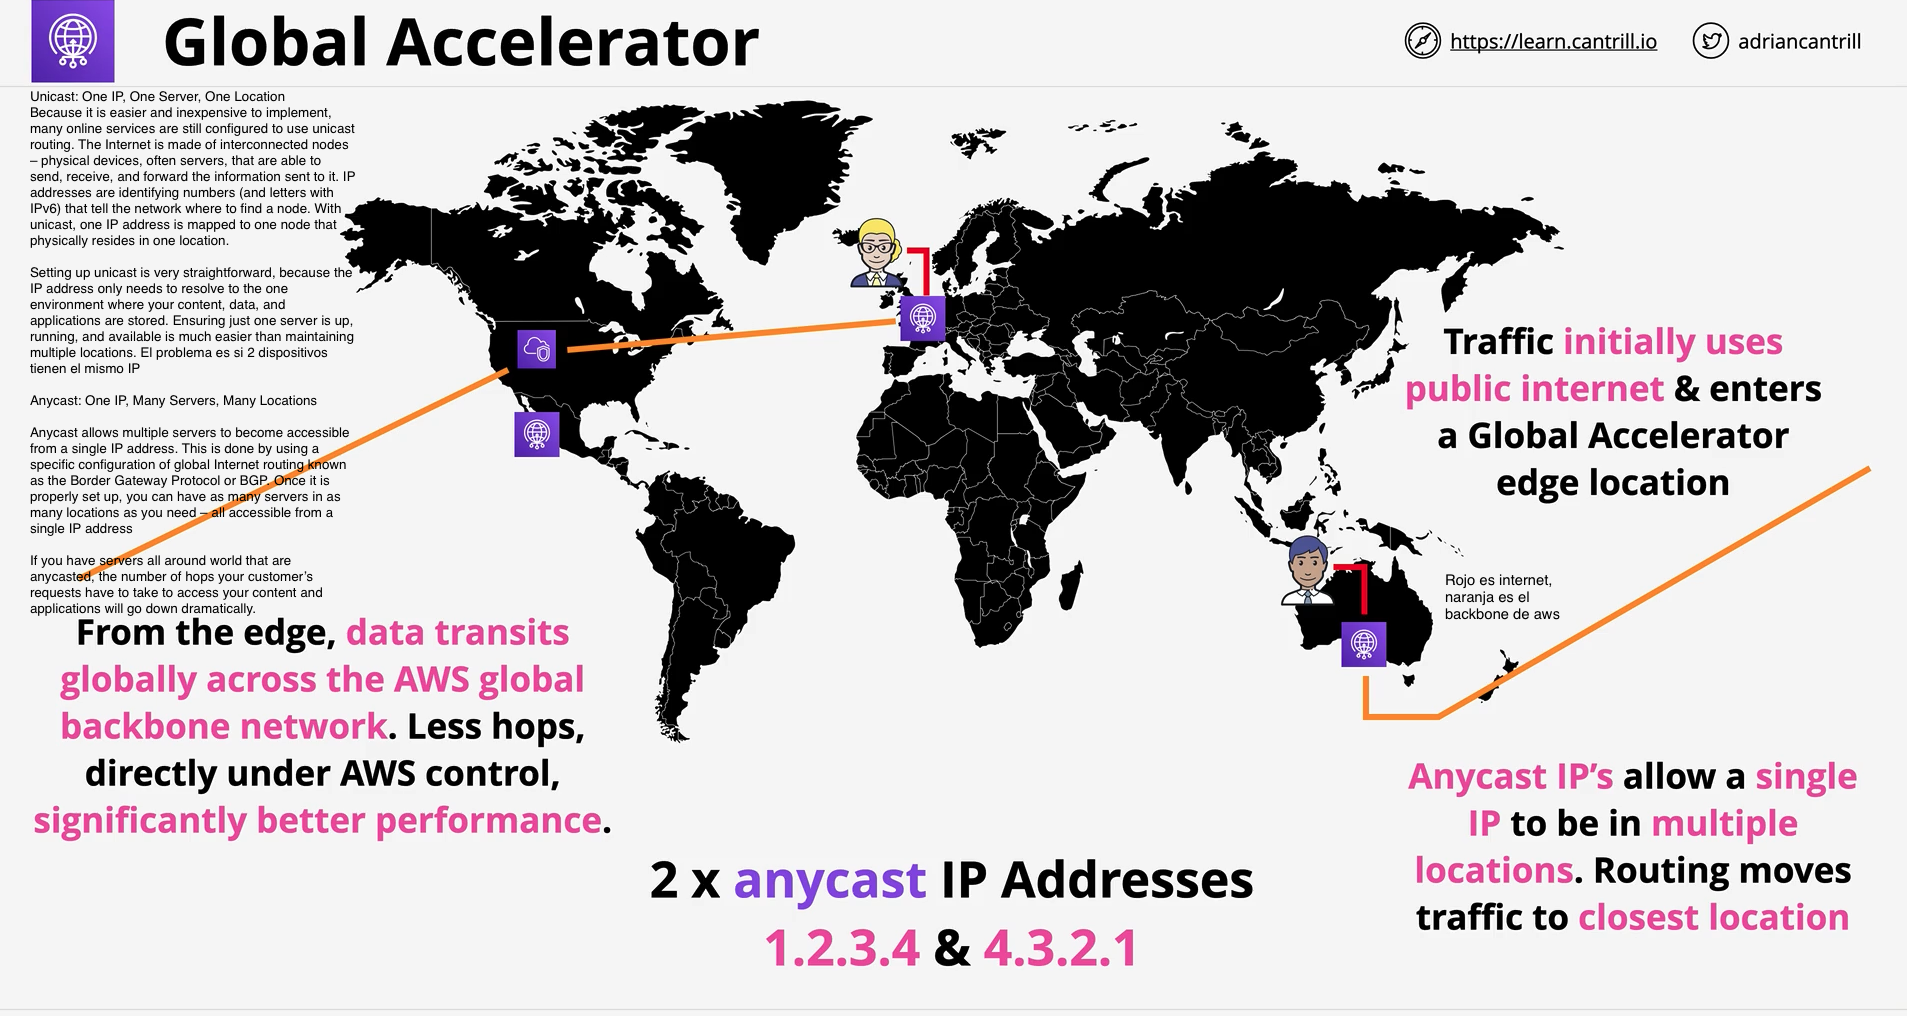 Global Accelerator
https://learn.cantrill.io
adriancantrill
Unicast: One IP, One Server, One Location
Because it is easier and inexpensive to implement,
many online services are still configured to use unicast
routing. The Internet is made of interconnected nodes
– physical devices, often servers, that are able to
send, receive, and forward the information sent to it. IP
addresses are identifying numbers (and letters with
IPv6) that tell the network where to find a node. With
unicast, one IP address is mapped to one node that
physically resides in one location.
Setting up unicast is very straightforward, because the
IP address only needs to resolve to the one
environment where your content, data, and
applications are stored. Ensuring just one server is up,
running, and available is much easier than maintaining
multiple locations. El problema es si 2 dispositivos
tienen el mismo IP
Anycast: One IP, Many Servers, Many Locations
Anycast allows multiple servers to become accessible
from a single IP address. This is done by using a
specific configuration of global Internet routing known
as the Border Gateway Protocol or BGP. Once it is
properly set up, you can have as many servers in as
many locations as you need – all accessible from a
single IP address
If you have servers all around world that are
anycasted, the number of hops your customer's
requests have to take to access your content and
applications will go down dramatically.
From the edge, data transits
globally across the AWS global
backbone network. Less hops,
directly under AWS control,
significantly better performance.
Traffic initially uses
public internet & enters
a Global Accelerator
edge location
Rojo es internet,
naranja es el
backbone de aws
Anycast IP's allow a single
IP to be in multiple
locations. Routing moves
traffic to closest location
2 x anycast IP Addresses
1.2.3.4 & 4.3.2.1